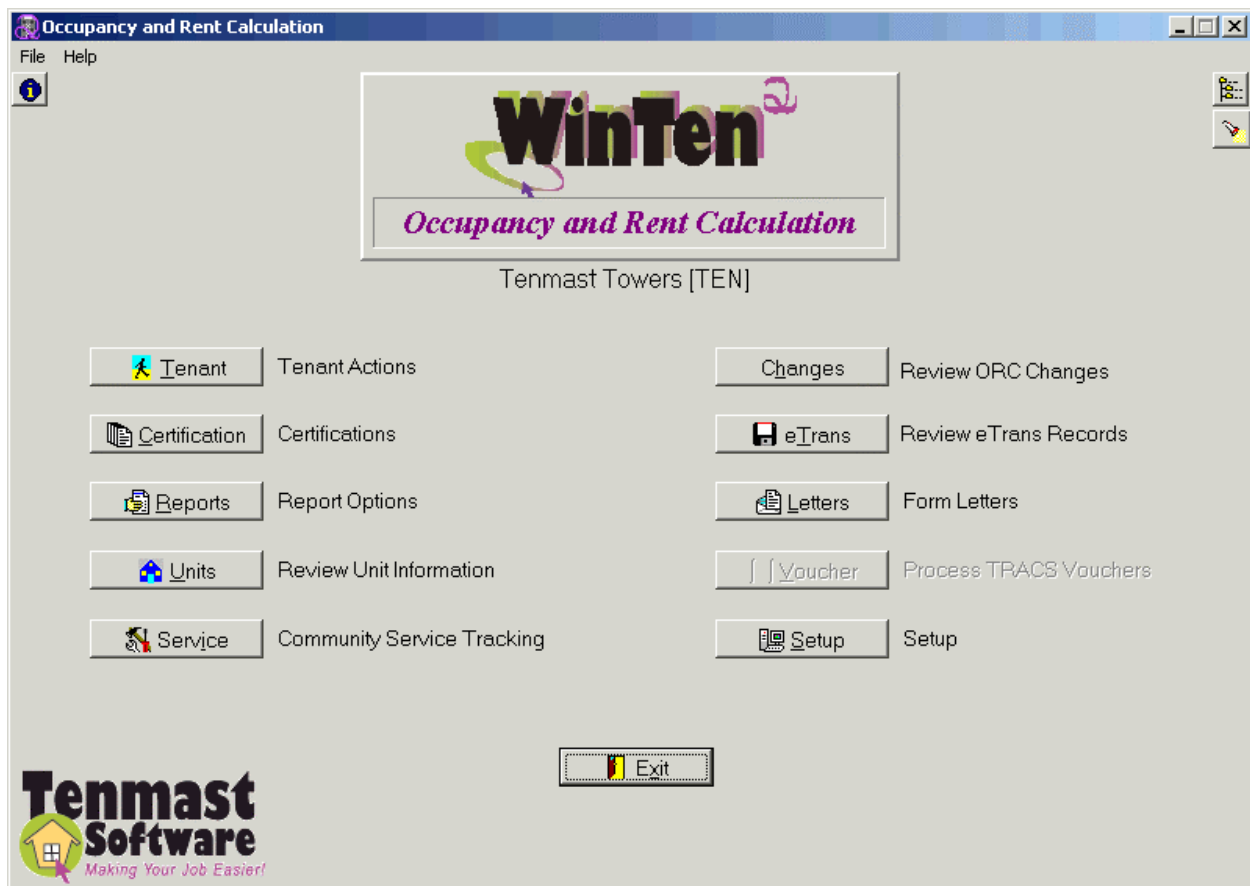 Occupancy and Rent Calculation
File Help
WinTen2
Occupancy and Rent Calculation
Tenmast Towers [TEN]
Tenant Tenant Actions
Changes Review ORC Changes
Certification Certifications
eTrans Review eTrans Records
Reports Report Options
Letters Form Letters
Units Review Unit Information
Voucher Process TRACS Vouchers
Service Community Service Tracking
Setup Setup
Exit
Tenmast
Software
Making Your Job Easier!